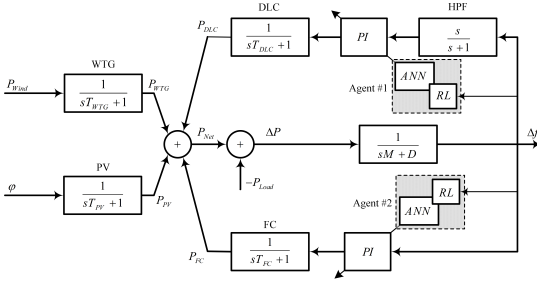 DLC
HPF
P_DLC
1
sT_DLC +1
PI
s
s +1
WTG
P_Wind
1
sT_WTG +1
P_WTG
Agent #1
ANN
RL
+
P_Net
+
ΔP
1
sM + D
Δf
−P_Load
PV
φ
1
sT_PV +1
P_PV
Agent #2
RL
ANN
FC
P_FC
1
sT_FC +1
PI